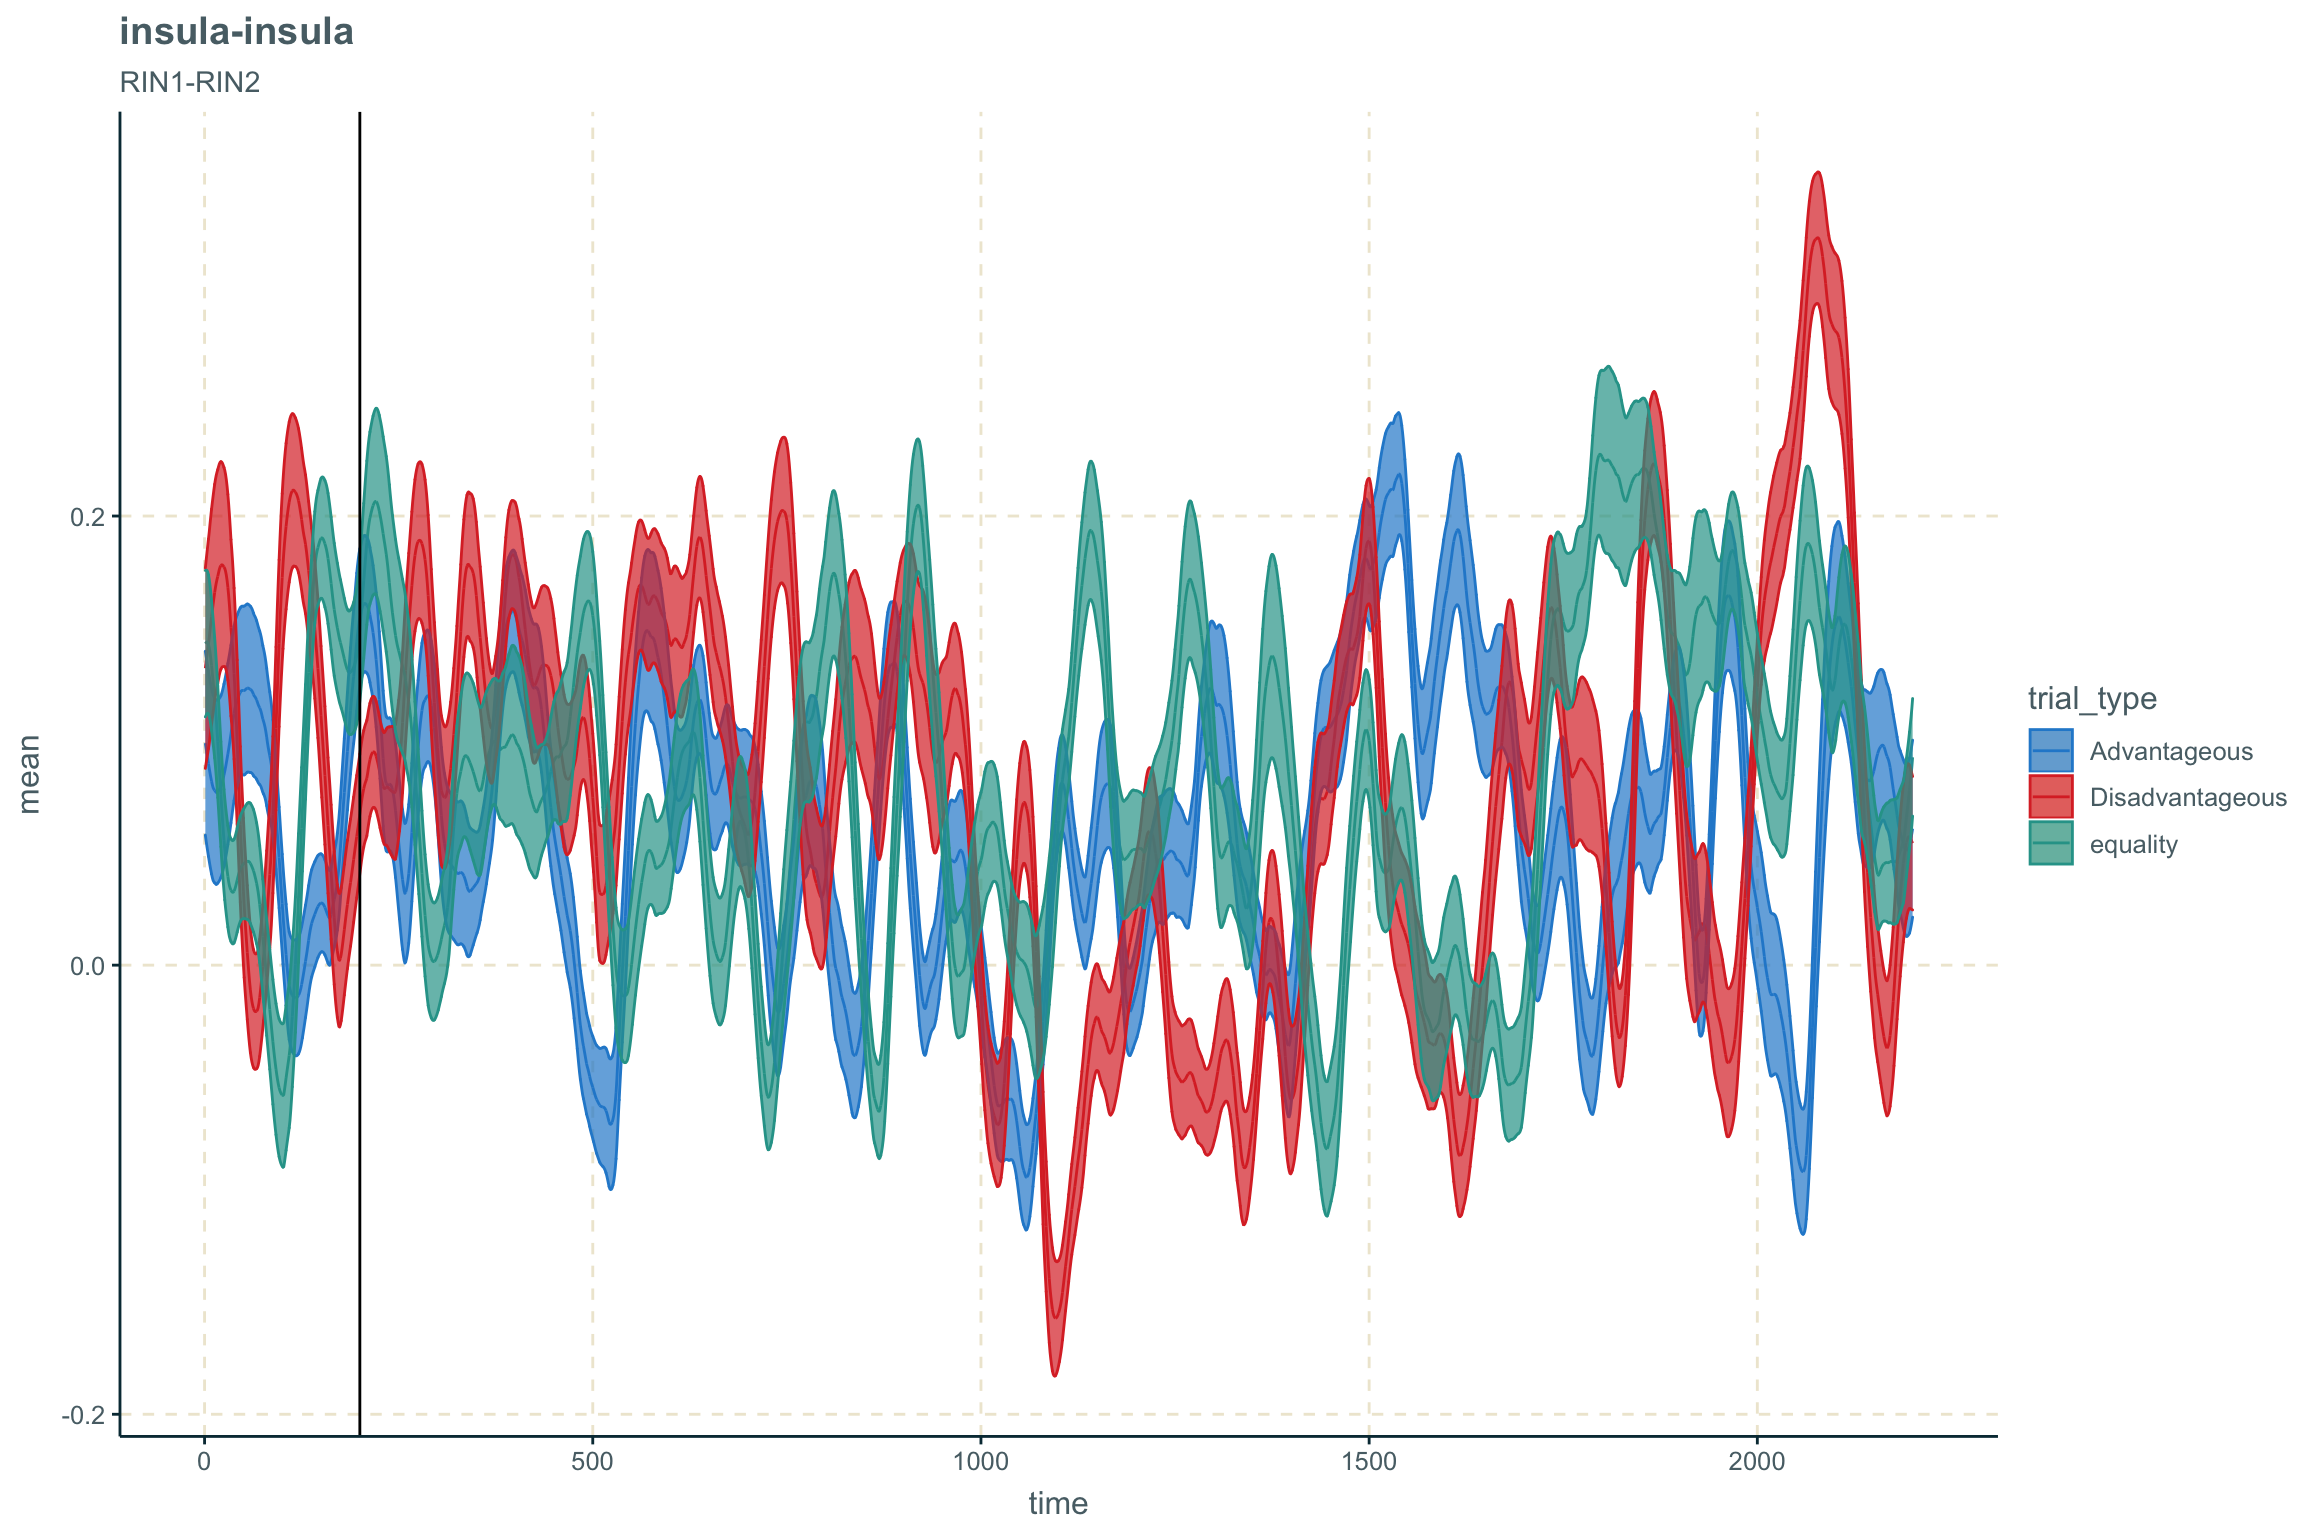 insula-insula
RIN1-RIN2
mean
0.2
0.0
-0.2
0
500
1000
1500
2000
time
trial_type
Advantageous
Disadvantageous
equality